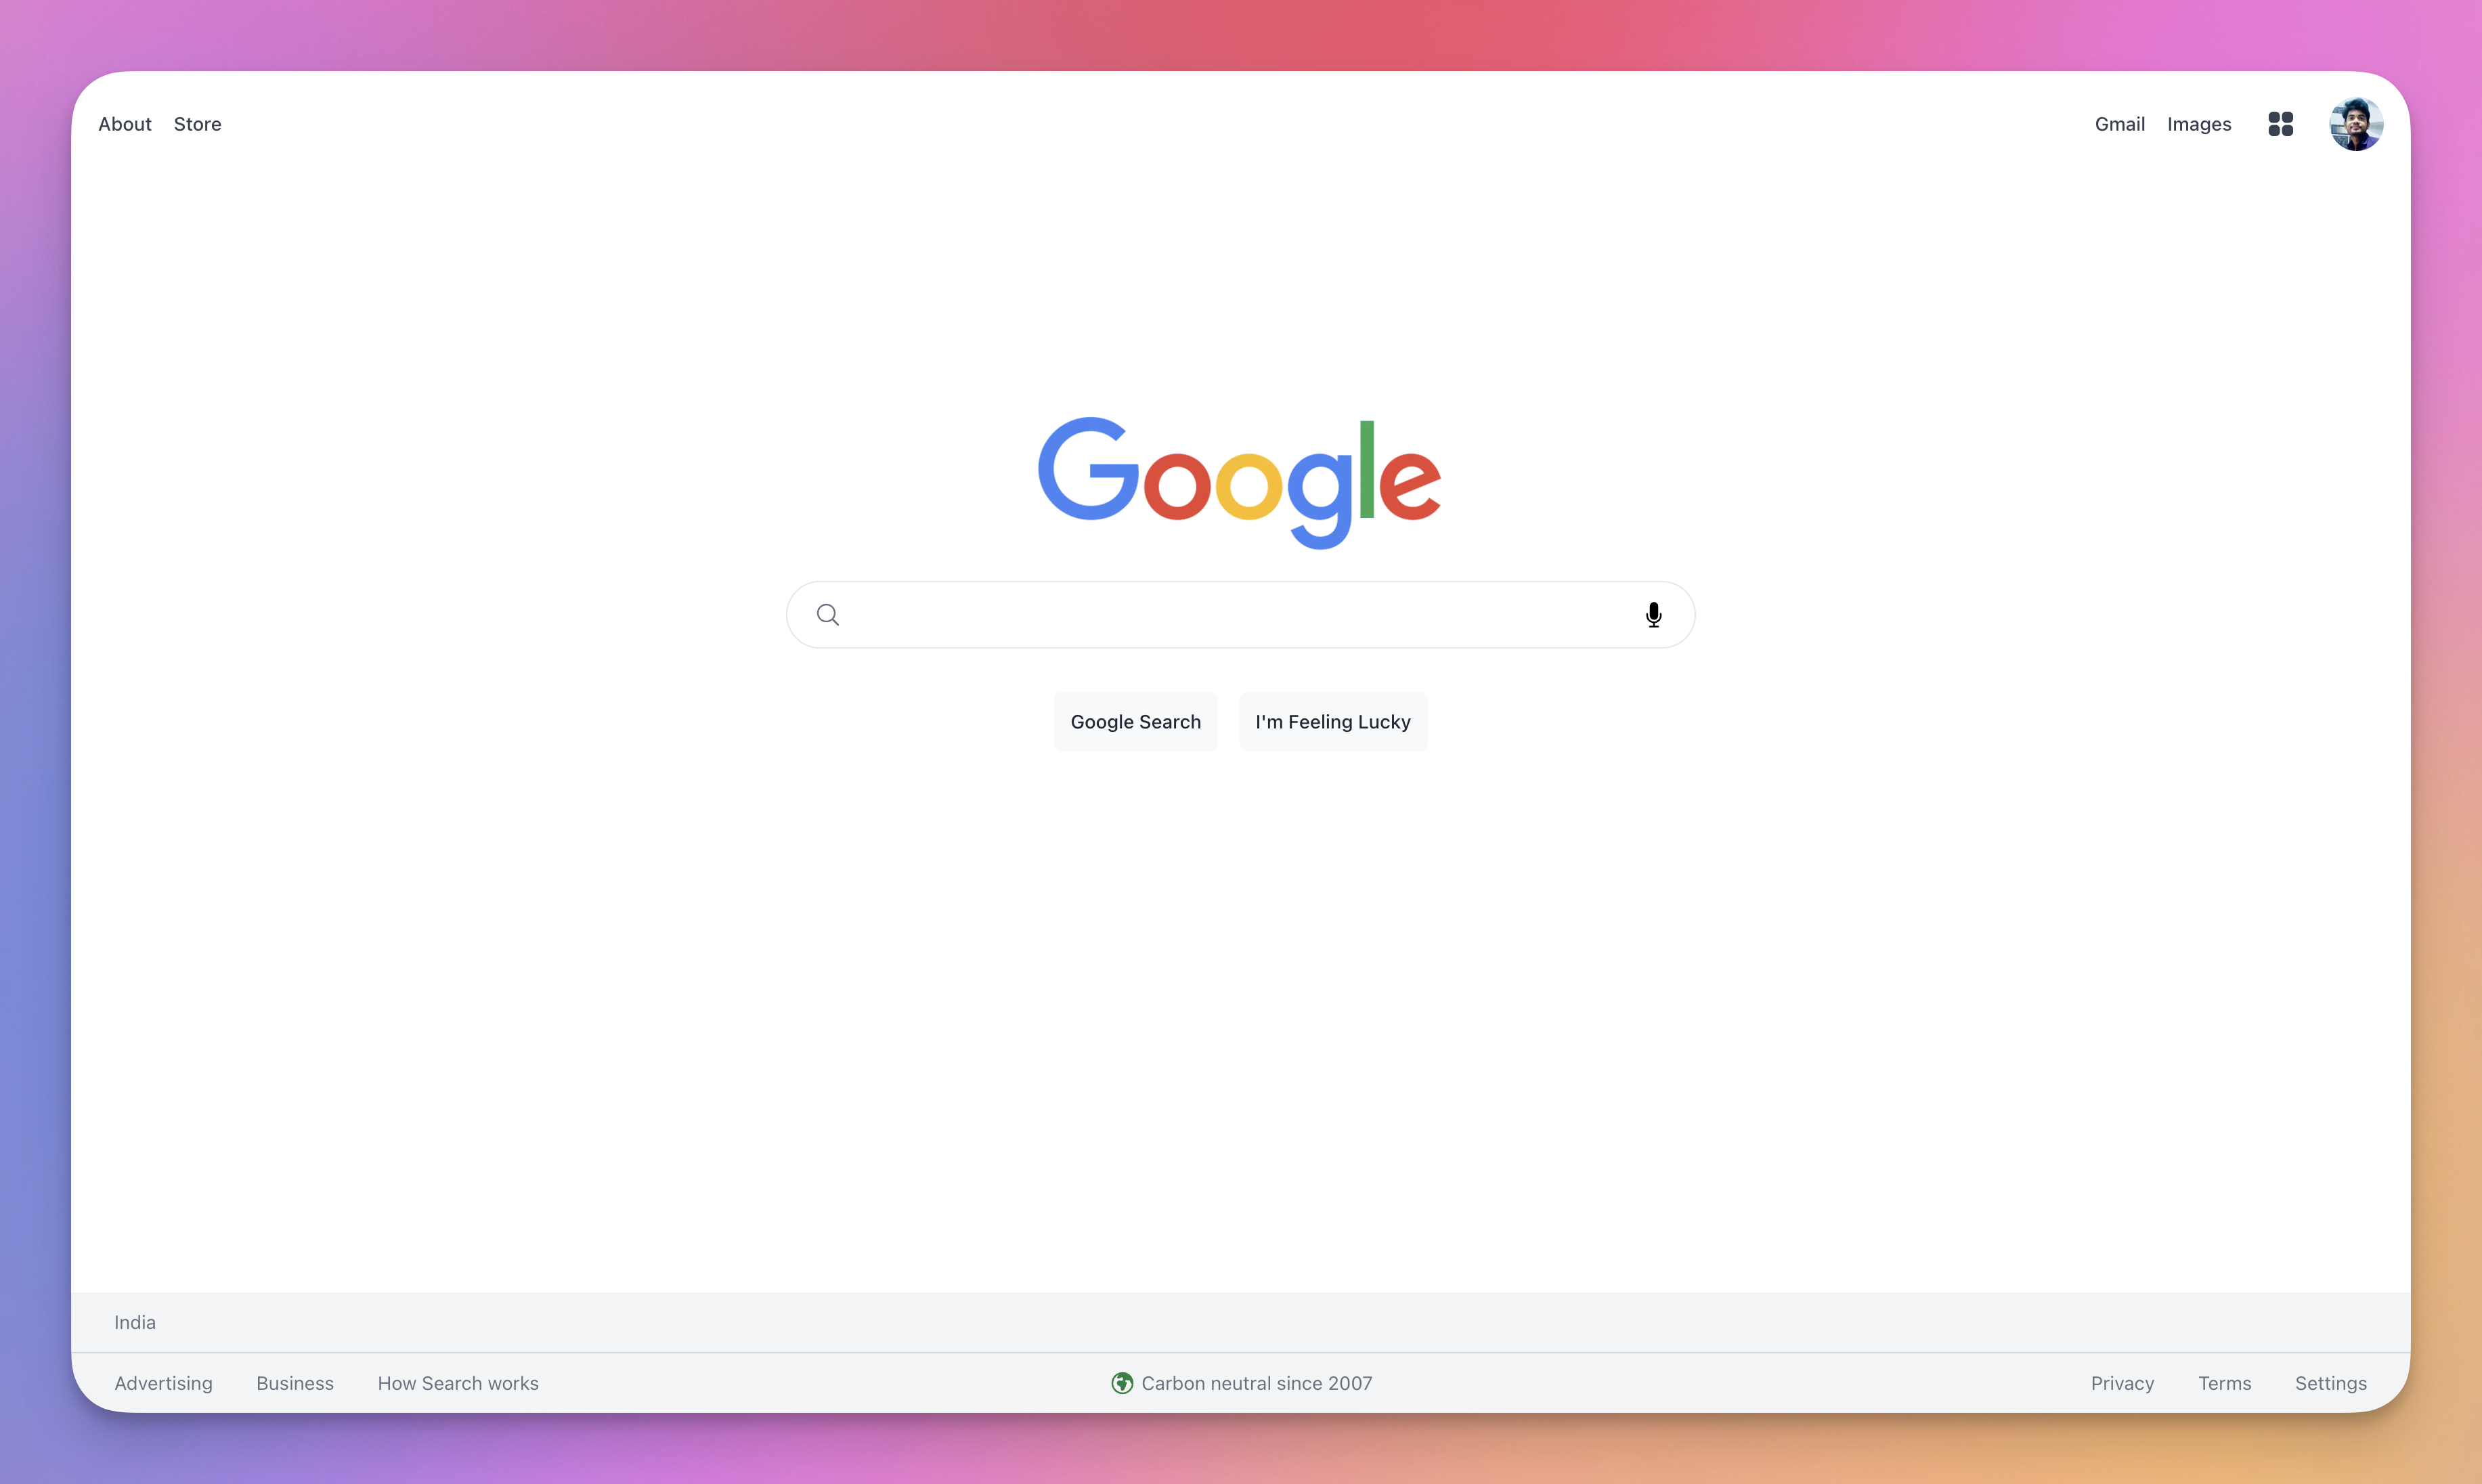 About Store Gmail Images
Google
Google Search I'm Feeling Lucky
India
Advertising Business How Search works Carbon neutral since 2007 Privacy Terms Settings